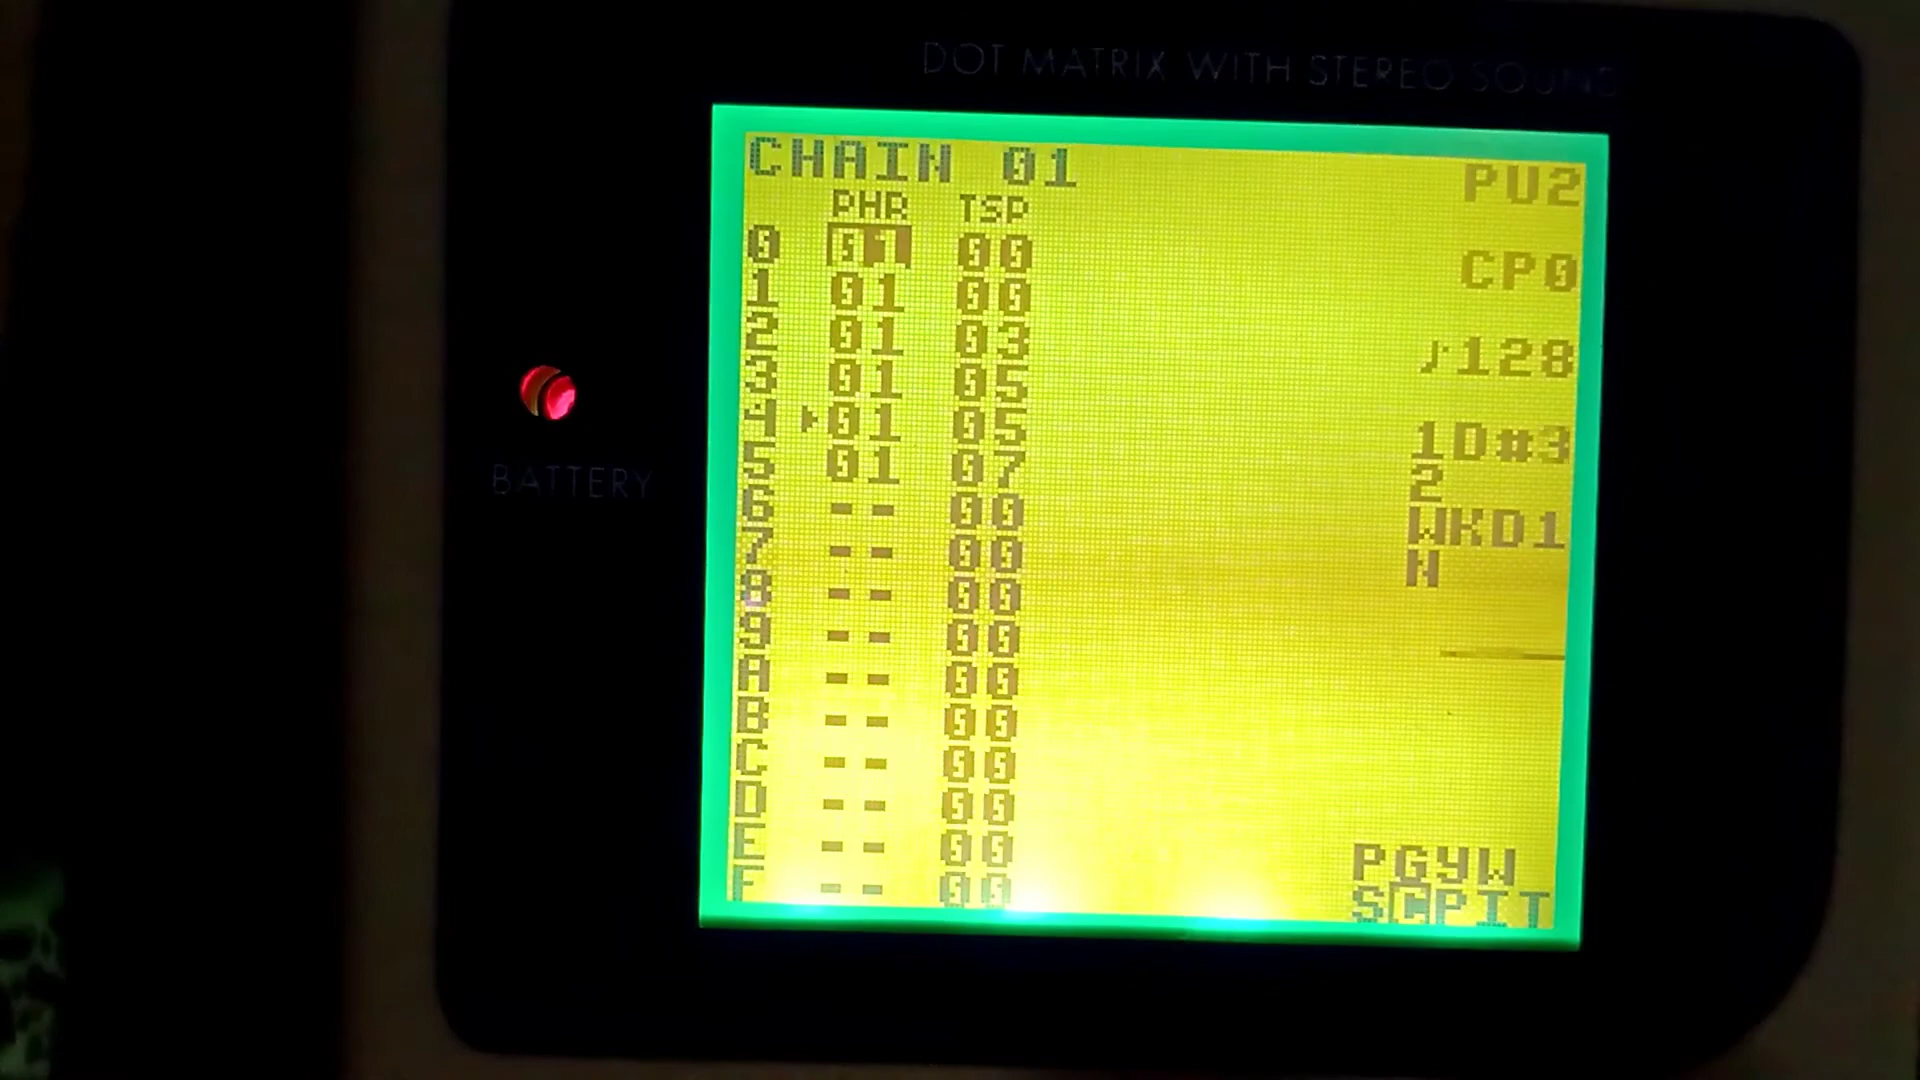 DOT MATRIX WITH STEREO SOUND
CHAIN 01 PU2
PHR TSP
0 01 00 CP0
1 01 00
2 01 03 ♪128
3 01 05
4 01 05 1D#3
5 01 07 2
6 -- 00 WKD1
7 -- 00 N
8 -- 00
9 -- 00
A -- 00
B -- 00
C -- 00
D -- 00
E -- 00 PGYW
F -- 00 SCPIT
BATTERY